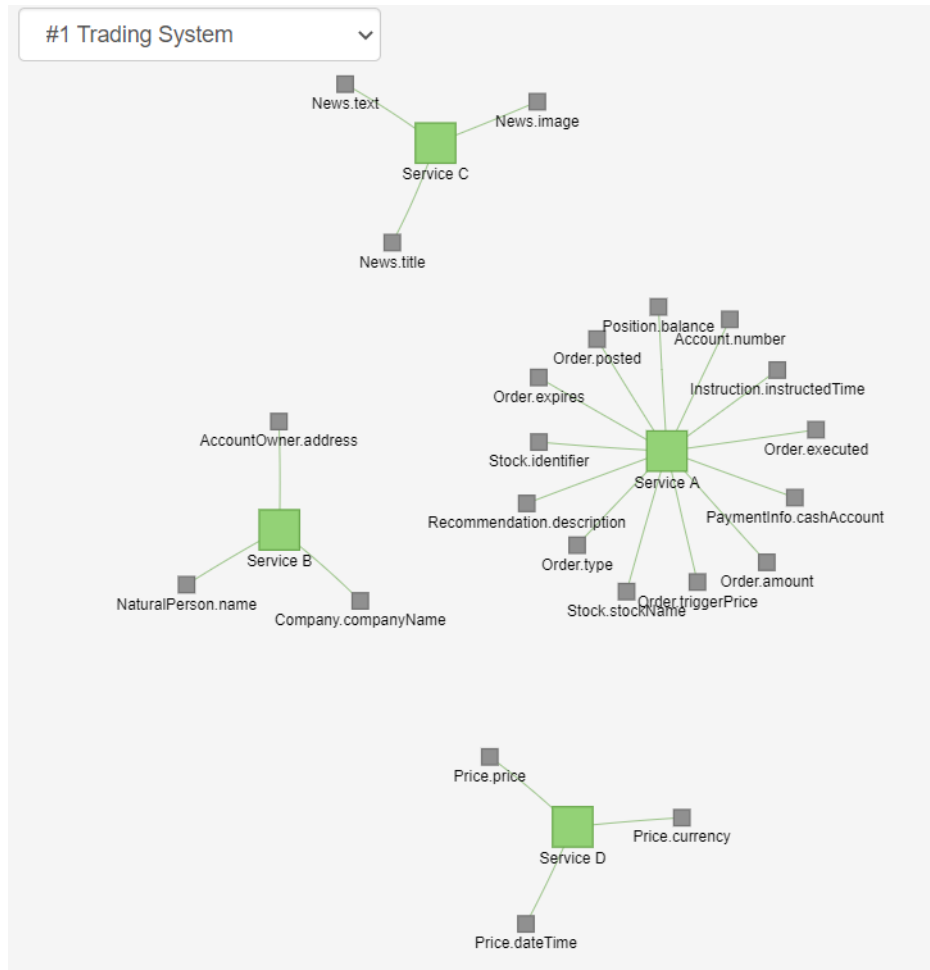 #1 Trading System
News.text
News.image
Service C
News.title
Position.balance
Account.number
Order.posted
Instruction.instructedTime
Order.expires
AccountOwner.address
Order.executed
Stock.identifier
Service A
PaymentInfo.cashAccount
Recommendation.description
Service B
Order.type
Order.amount
NaturalPerson.name
Order.triggerPrice
Stock.stockName
Company.companyName
Price.price
Price.currency
Service D
Price.dateTime